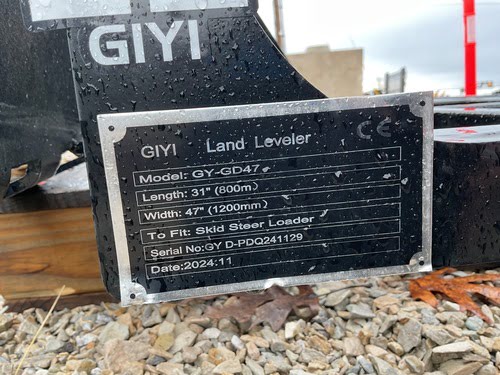 GIYI
GIYI Land Leveler CE
Model: GY-GD47
Length: 31" (800m)
Width: 47" (1200mm)
To Fit: Skid Steer Loader
Serial No:GY D-PDQ241129
Date:2024.11